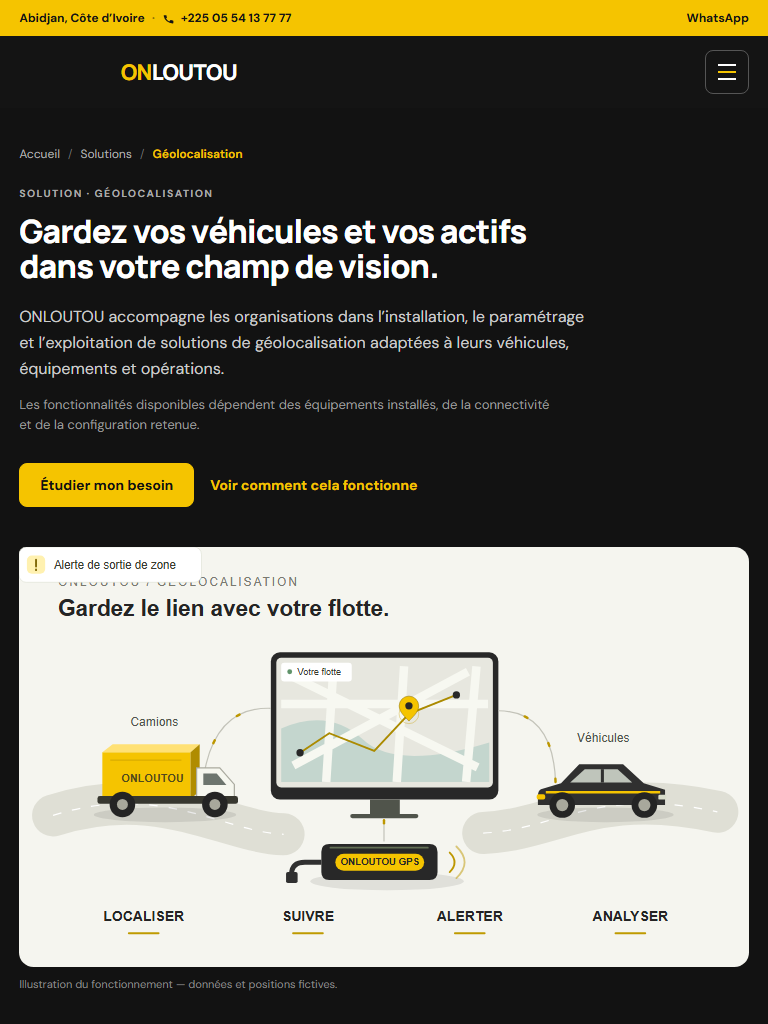 Abidjan, Côte d’Ivoire · +225 05 54 13 77 77
WhatsApp
ONLOUTOU
Accueil / Solutions / Géolocalisation
SOLUTION · GÉOLOCALISATION
Gardez vos véhicules et vos actifs
dans votre champ de vision.
ONLOUTOU accompagne les organisations dans l’installation, le paramétrage
et l’exploitation de solutions de géolocalisation adaptées à leurs véhicules,
équipements et opérations.
Les fonctionnalités disponibles dépendent des équipements installés, de la connectivité
et de la configuration retenue.
Étudier mon besoin
Voir comment cela fonctionne
! Alerte de sortie de zone
ONLOUTOU / GÉOLOCALISATION
Gardez le lien avec votre flotte.
Votre flotte
Camions
Véhicules
ONLOUTOU
ONLOUTOU GPS
LOCALISER
SUIVRE
ALERTER
ANALYSER
Illustration du fonctionnement — données et positions fictives.